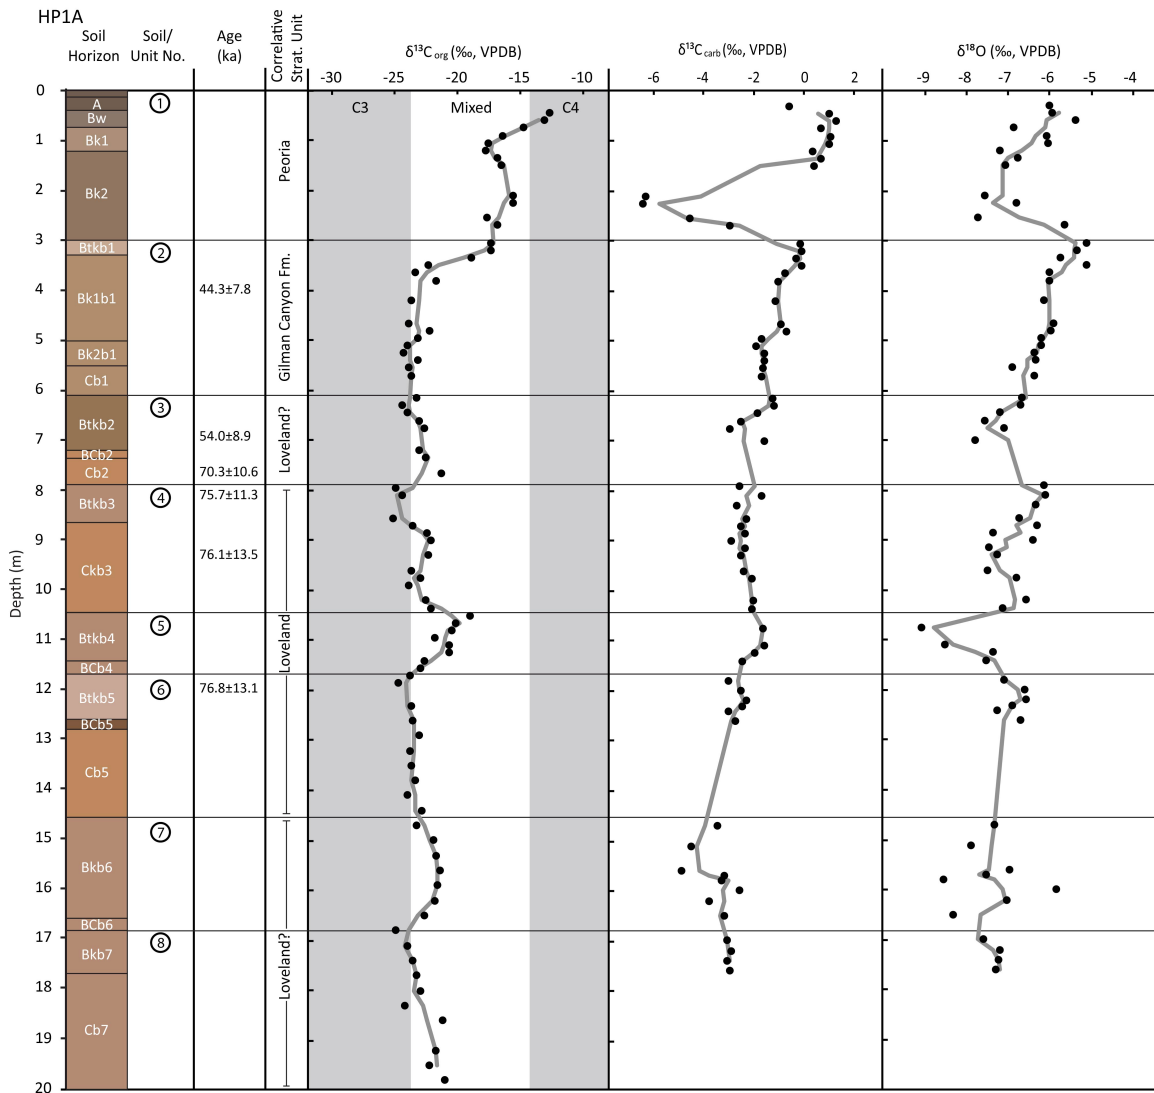 HP1A
Soil Horizon
Soil/ Unit No.
Age (ka)
Correlative Strat. Unit
δ¹³C org (‰, VPDB)
δ¹³C carb (‰, VPDB)
δ¹⁸O (‰, VPDB)
-30 -25 -20 -15 -10
-6 -4 -2 0 2
-9 -8 -7 -6 -5 -4
C3 Mixed C4
Depth (m)
0
1
2
3
4
5
6
7
8
9
10
11
12
13
14
15
16
17
18
19
20
A
Bw
Bk1
Bk2
Btkb1
Bk1b1
Bk2b1
Cb1
Btkb2
BCb2
Cb2
Btkb3
Ckb3
Btkb4
BCb4
Btkb5
BCb5
Cb5
Bkb6
BCb6
Bkb7
Cb7
1
2
3
4
5
6
7
8
44.3±7.8
54.0±8.9
70.3±10.6
75.7±11.3
76.1±13.5
76.8±13.1
Peoria
Gilman Canyon Fm.
Loveland?
Loveland
Loveland?